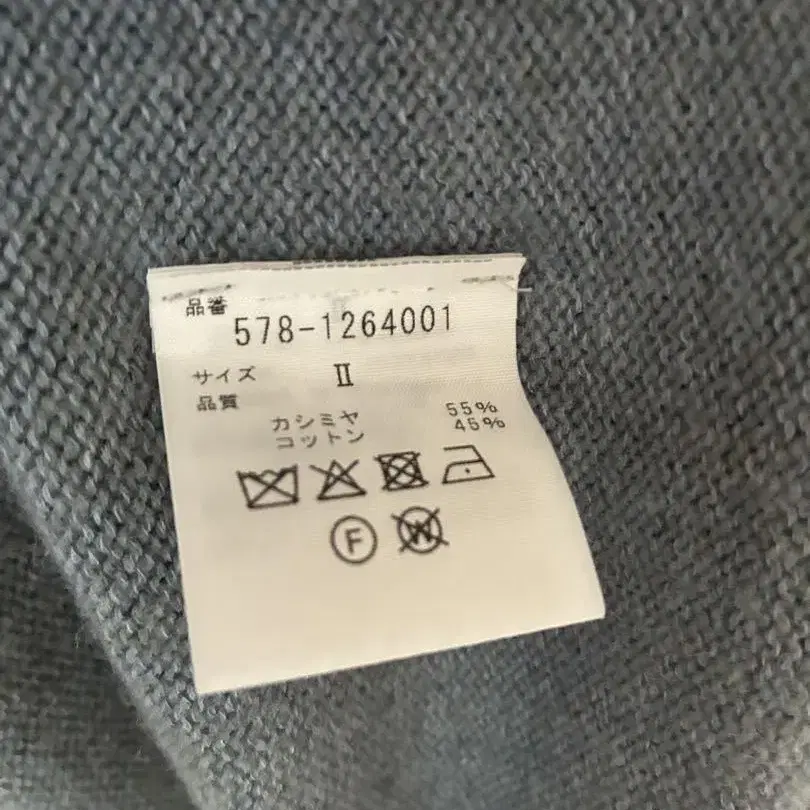 品番
578-1264001
サイズ Ⅱ
品質
カシミヤ 55%
コットン 45%
F W